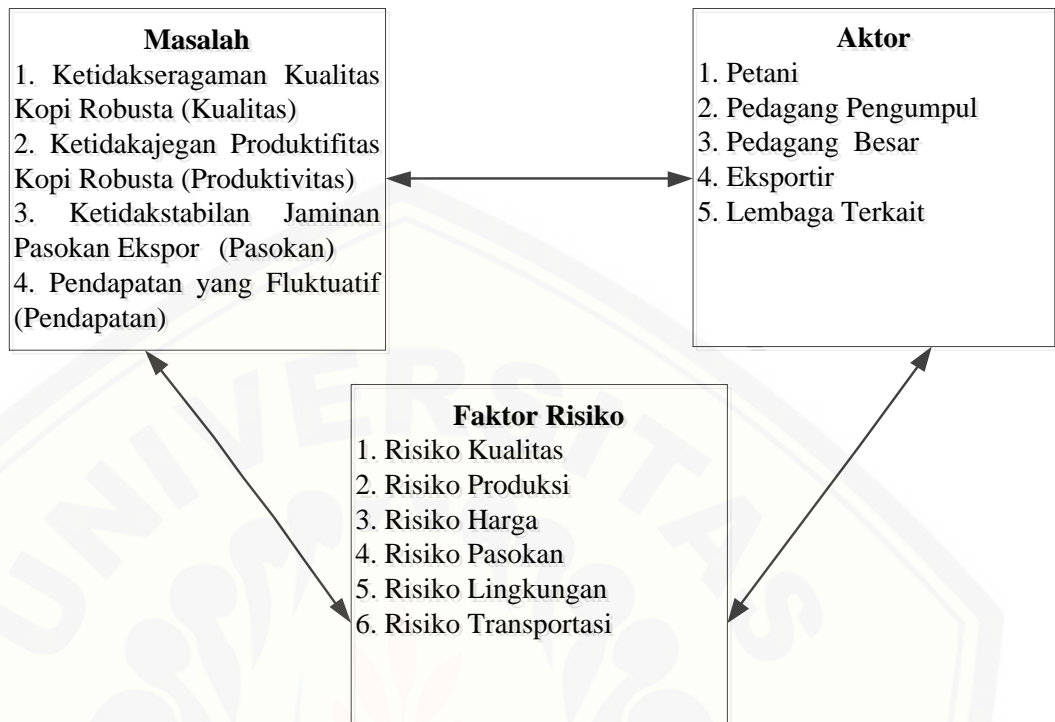 Masalah
1. Ketidakseragaman Kualitas
Kopi Robusta (Kualitas)
2. Ketidakajegan Produktifitas
Kopi Robusta (Produktivitas)
3. Ketidakstabilan Jaminan
Pasokan Ekspor (Pasokan)
4. Pendapatan yang Fluktuatif
(Pendapatan)
Aktor
1. Petani
2. Pedagang Pengumpul
3. Pedagang Besar
4. Eksportir
5. Lembaga Terkait
Faktor Risiko
1. Risiko Kualitas
2. Risiko Produksi
3. Risiko Harga
4. Risiko Pasokan
5. Risiko Lingkungan
6. Risiko Transportasi
UNIVERSITAS